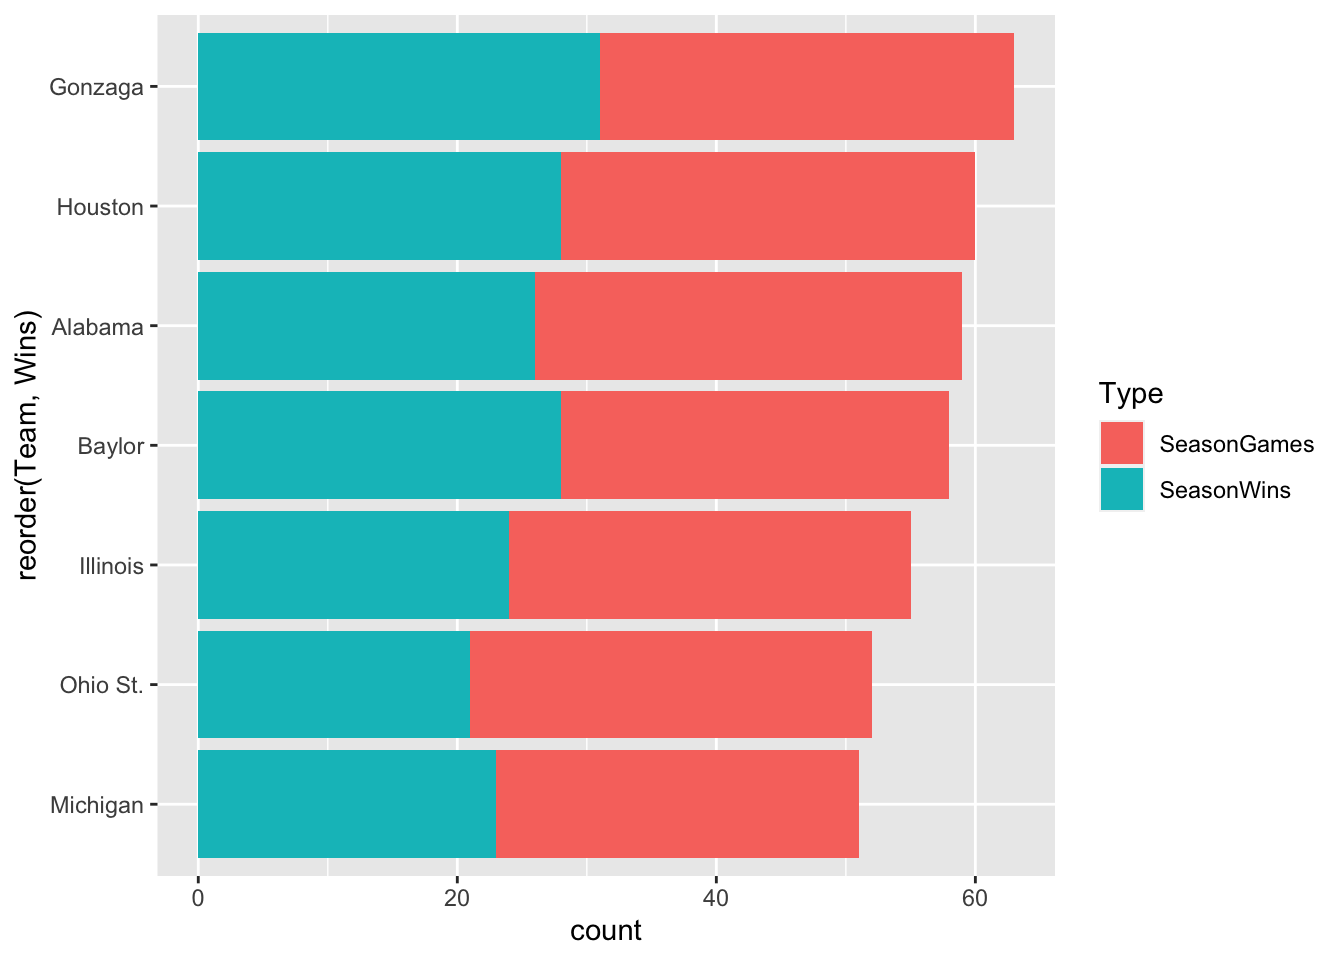 reorder(Team, Wins)
Gonzaga
Houston
Alabama
Baylor
Illinois
Ohio St.
Michigan
0 20 40 60
count
Type
SeasonGames
SeasonWins